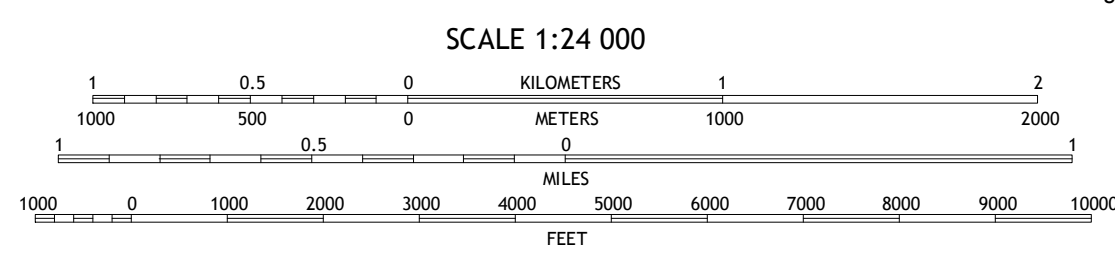 SCALE 1:24 000
1 0.5 0 KILOMETERS 1 2
1000 500 0 METERS 1000 2000
1 0.5 0 1
MILES
1000 0 1000 2000 3000 4000 5000 6000 7000 8000 9000 10000
FEET